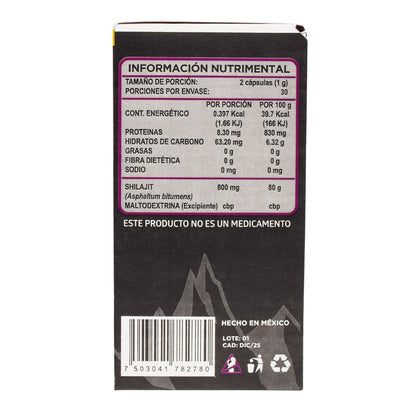 INFORMACIÓN NUTRIMENTAL
TAMAÑO DE PORCIÓN: 2 cápsulas (1 g)
PORCIONES POR ENVASE: 30
POR PORCIÓN POR 100 g
CONT. ENERGÉTICO 0.397 Kcal 39.7 Kcal
(1.66 KJ) (166 KJ)
PROTEINAS 8.30 mg 830 mg
HIDRATOS DE CARBONO 63.20 mg 6.32 g
GRASAS 0 g 0 g
FIBRA DIETÉTICA 0 g 0 g
SODIO 0 mg 0 mg
SHILAJIT 800 mg 80 g
(Asphaltum bitumens)
MALTODEXTRINA (Excipiente) cbp cbp
ESTE PRODUCTO NO ES UN MEDICAMENTO
HECHO EN MÉXICO
LOTE: 01
CAD: DIC/25
7 503041 782780